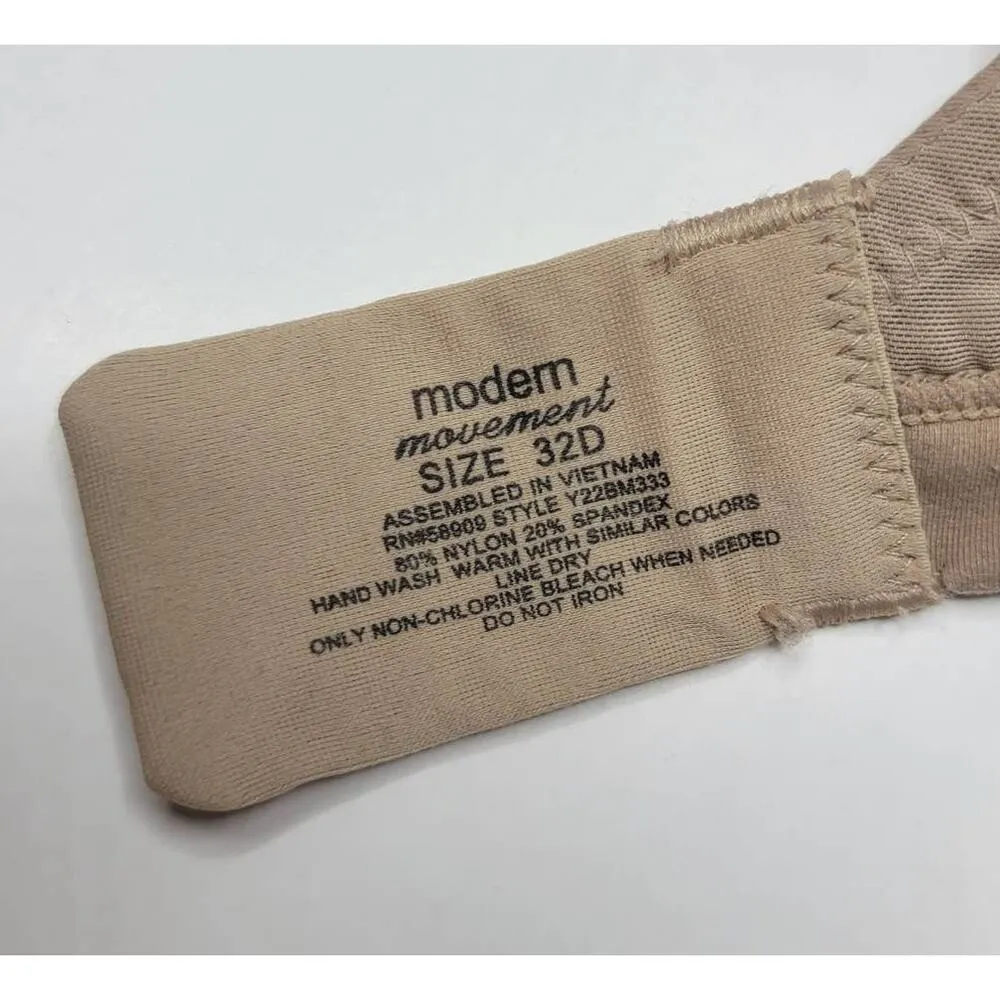 modern
movement
SIZE 32D
ASSEMBLED IN VIETNAM
RN#58909 STYLE Y22BM333
80% NYLON 20% SPANDEX
HAND WASH WARM WITH SIMILAR COLORS
LINE DRY
ONLY NON-CHLORINE BLEACH WHEN NEEDED
DO NOT IRON